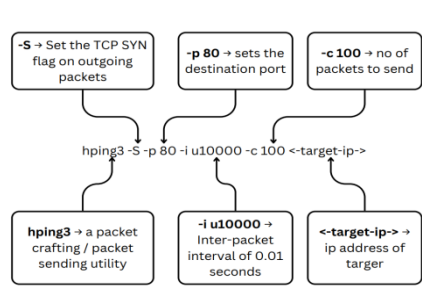 -S → Set the TCP SYN
flag on outgoing
packets
-p 80 → sets the
destination port
-c 100 → no of
packets to send
hping3 -S -p 80 -i u10000 -c 100 <-target-ip->
hping3 → a packet
crafting / packet
sending utility
-i u10000 →
Inter-packet
interval of 0.01
seconds
<-target-ip-> →
ip address of
targer